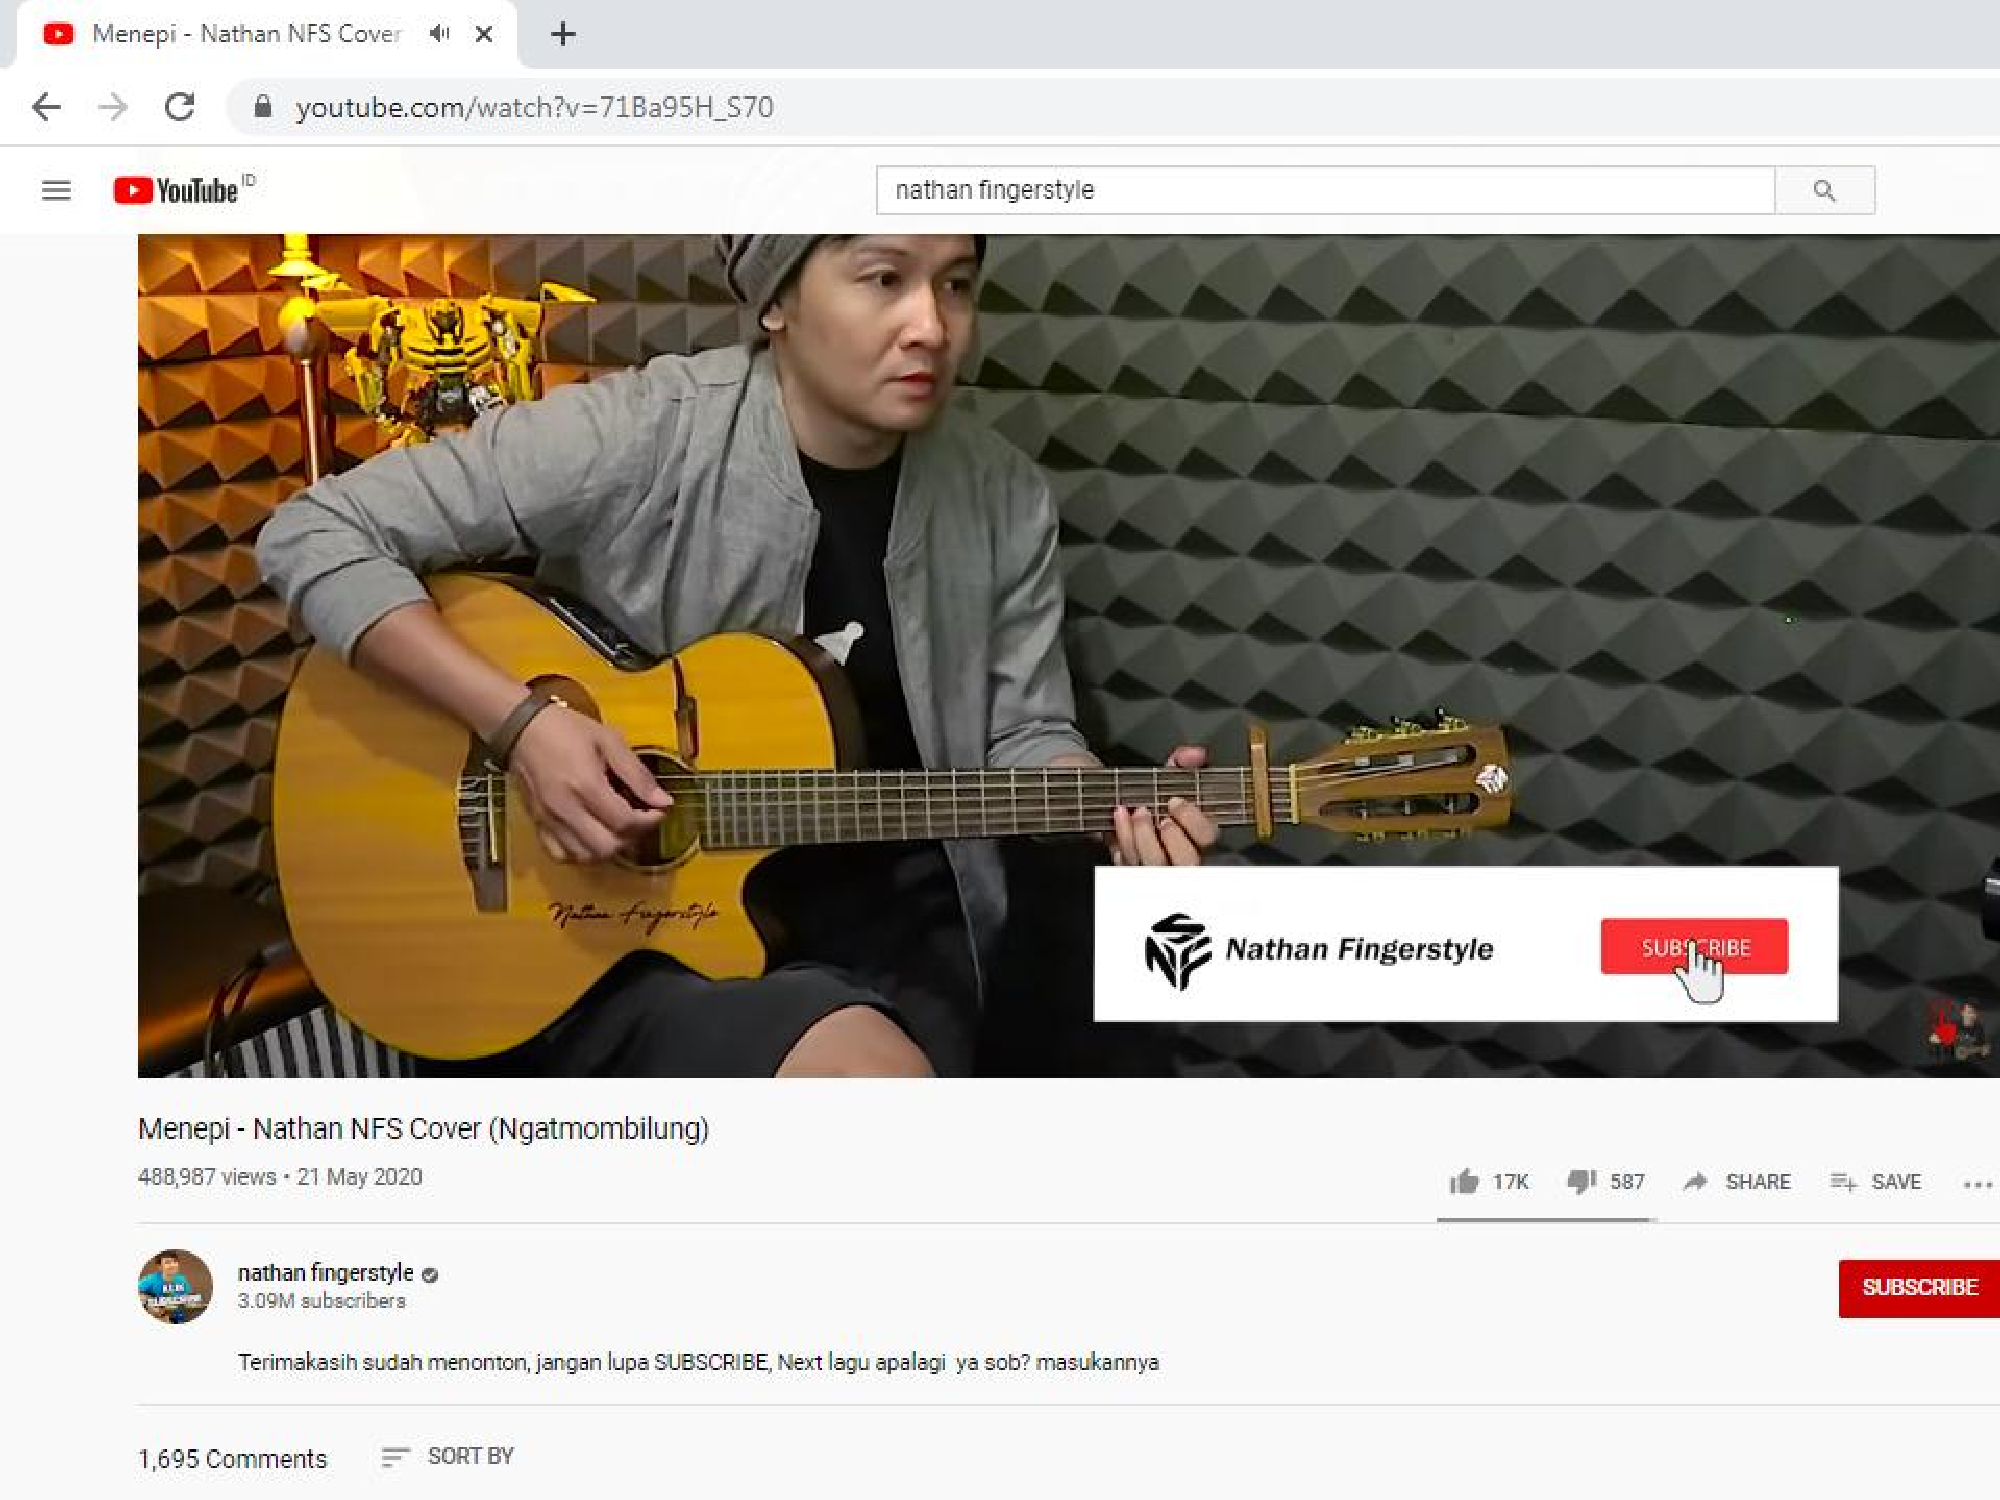 Menepi - Nathan NFS Cover
youtube.com/watch?v=71Ba95H_S70
YouTube ID
nathan fingerstyle
Nathan Fingerstyle
Nathan Fingerstyle
SUBSCRIBE
Menepi - Nathan NFS Cover (Ngatmombilung)
488,987 views • 21 May 2020
17K
587
SHARE
SAVE
nathan fingerstyle
3.09M subscribers
SUBSCRIBE
Terimakasih sudah menonton, jangan lupa SUBSCRIBE, Next lagu apalagi ya sob? masukannya
1,695 Comments
SORT BY